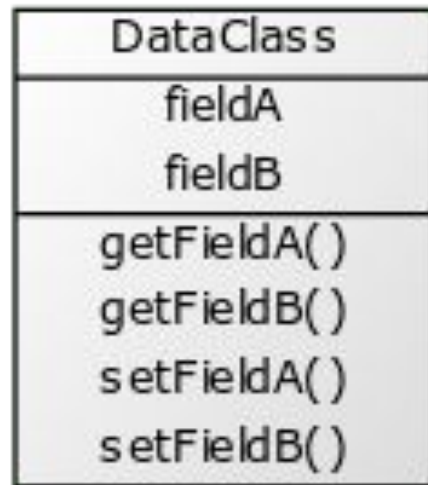 DataClass
fieldA
fieldB
getFieldA()
getFieldB()
setFieldA()
setFieldB()